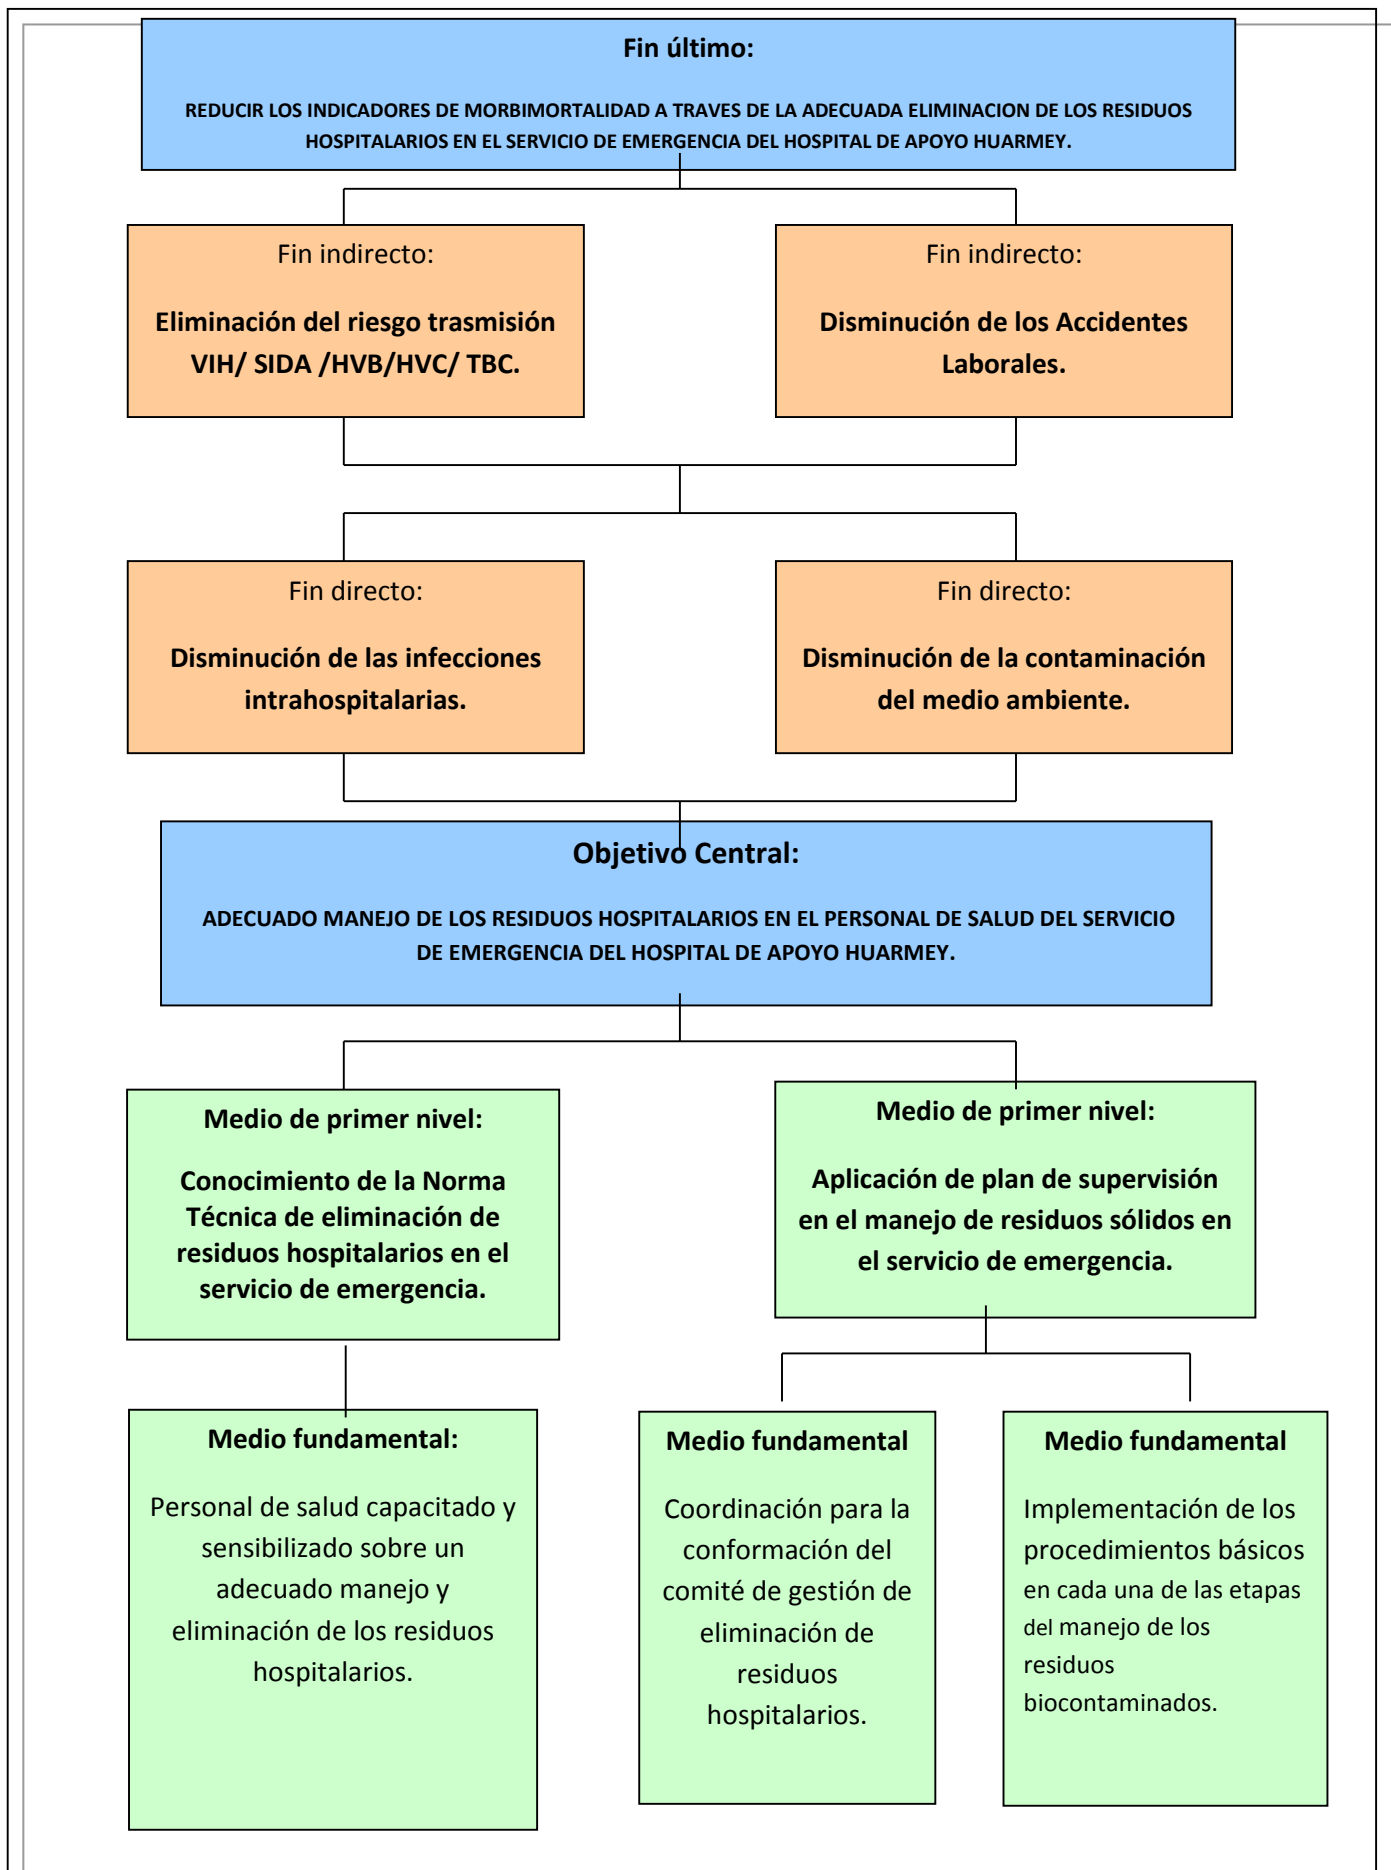 Fin último:
REDUCIR LOS INDICADORES DE MORBIMORTALIDAD A TRAVES DE LA ADECUADA ELIMINACION DE LOS RESIDUOS
HOSPITALARIOS EN EL SERVICIO DE EMERGENCIA DEL HOSPITAL DE APOYO HUARMEY.
Fin indirecto:
Eliminación del riesgo trasmisión
VIH/ SIDA /HVB/HVC/ TBC.
Fin indirecto:
Disminución de los Accidentes
Laborales.
Fin directo:
Disminución de las infecciones
intrahospitalarias.
Fin directo:
Disminución de la contaminación
del medio ambiente.
Objetivo Central:
ADECUADO MANEJO DE LOS RESIDUOS HOSPITALARIOS EN EL PERSONAL DE SALUD DEL SERVICIO
DE EMERGENCIA DEL HOSPITAL DE APOYO HUARMEY.
Medio de primer nivel:
Conocimiento de la Norma
Técnica de eliminación de
residuos hospitalarios en el
servicio de emergencia.
Medio de primer nivel:
Aplicación de plan de supervisión
en el manejo de residuos sólidos en
el servicio de emergencia.
Medio fundamental:
Personal de salud capacitado y
sensibilizado sobre un
adecuado manejo y
eliminación de los residuos
hospitalarios.
Medio fundamental
Coordinación para la
conformación del
comité de gestión de
eliminación de
residuos
hospitalarios.
Medio fundamental
Implementación de los
procedimientos básicos
en cada una de las etapas
del manejo de los
residuos
biocontaminados.